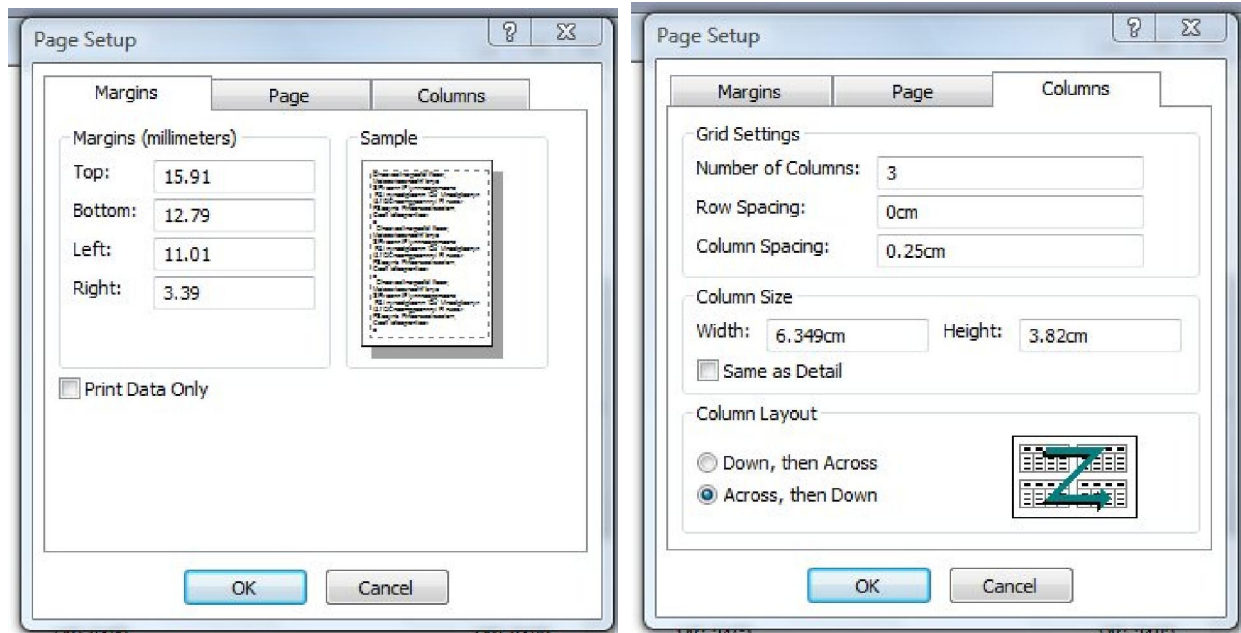 Page Setup
Margins
Page
Columns
Margins (millimeters)
Sample
Top: 15.91
Bottom: 12.79
Left: 11.01
Right: 3.39
Print Data Only
OK
Cancel
Page Setup
Margins
Page
Columns
Grid Settings
Number of Columns: 3
Row Spacing: 0cm
Column Spacing: 0.25cm
Column Size
Width: 6.349cm Height: 3.82cm
Same as Detail
Column Layout
Down, then Across
Across, then Down
OK
Cancel